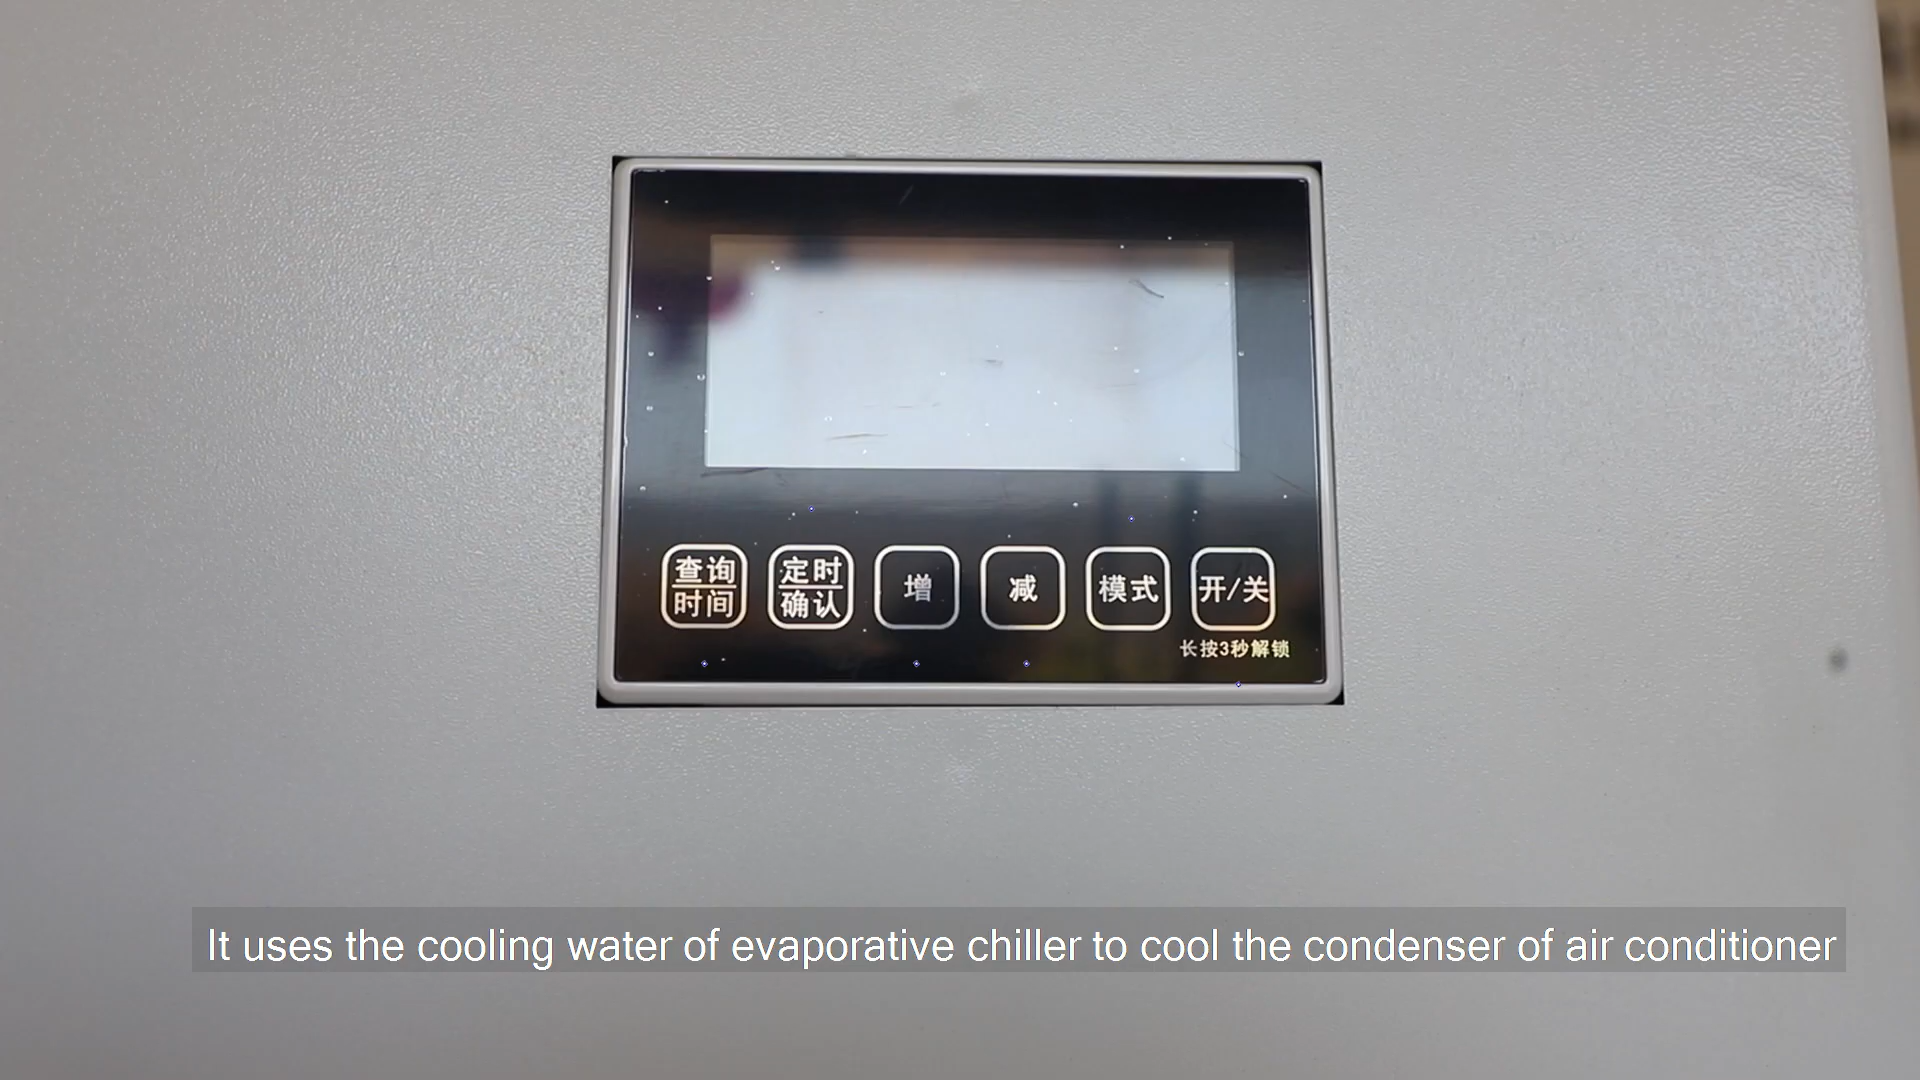 查询
时间
定时
确认
增
减
模式
开/关
长按3秒解锁
It uses the cooling water of evaporative chiller to cool the condenser of air conditioner